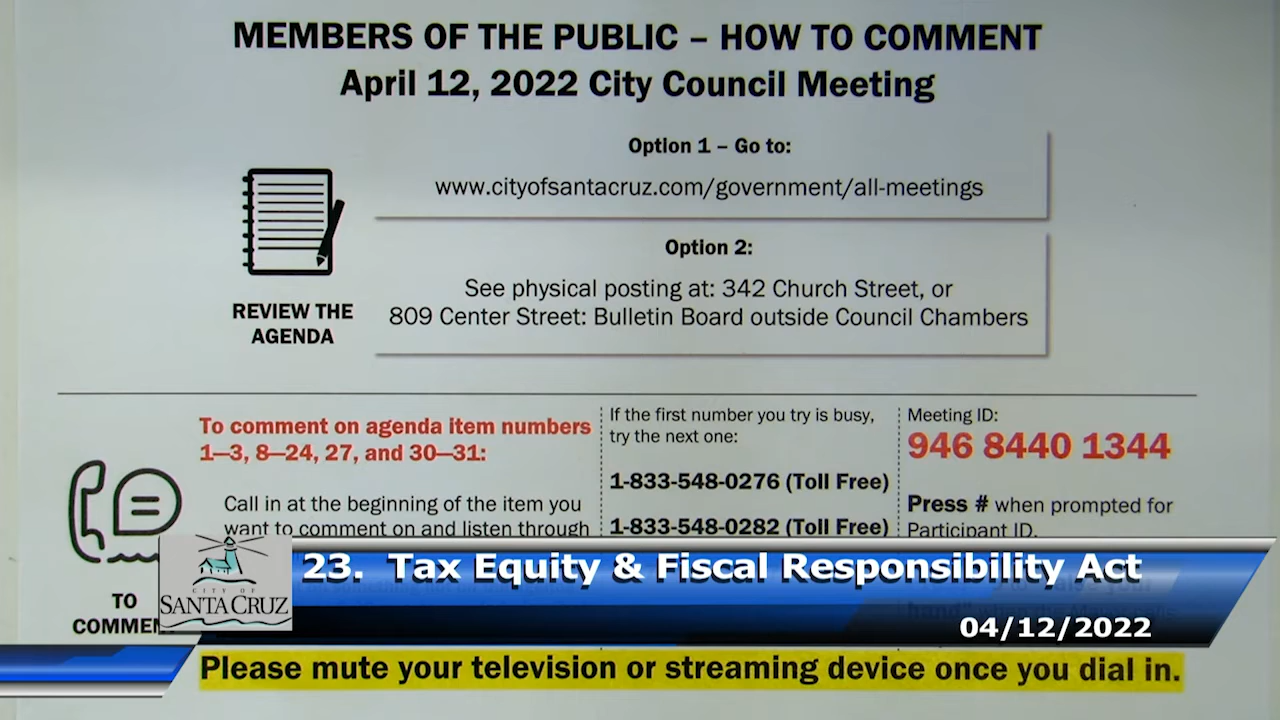 MEMBERS OF THE PUBLIC – HOW TO COMMENT
April 12, 2022 City Council Meeting
Option 1 – Go to:
www.cityofsantacruz.com/government/all-meetings
Option 2:
See physical posting at: 342 Church Street, or
809 Center Street: Bulletin Board outside Council Chambers
REVIEW THE
AGENDA
To comment on agenda item numbers
1–3, 8–24, 27, and 30–31:
Call in at the beginning of the item you
want to comment on and listen through
If the first number you try is busy,
try the next one:
1-833-548-0276 (Toll Free)
1-833-548-0282 (Toll Free)
Meeting ID:
946 8440 1344
Press # when prompted for
Participant ID.
TO
COMMEN
CITY OF
SANTA CRUZ
23. Tax Equity & Fiscal Responsibility Act
04/12/2022
Please mute your television or streaming device once you dial in.